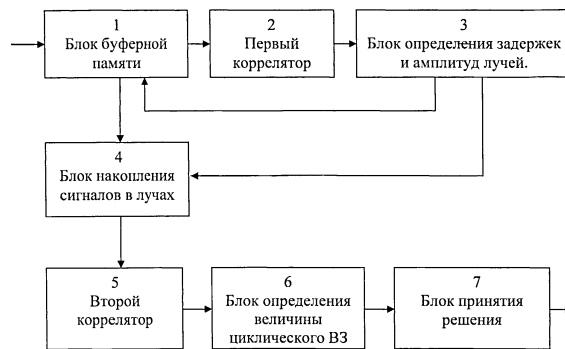 1
Блок буферной
памяти
2
Первый
коррелятор
3
Блок определения задержек
и амплитуд лучей.
4
Блок накопления
сигналов в лучах
5
Второй
коррелятор
6
Блок определения
величины
циклического ВЗ
7
Блок принятия
решения